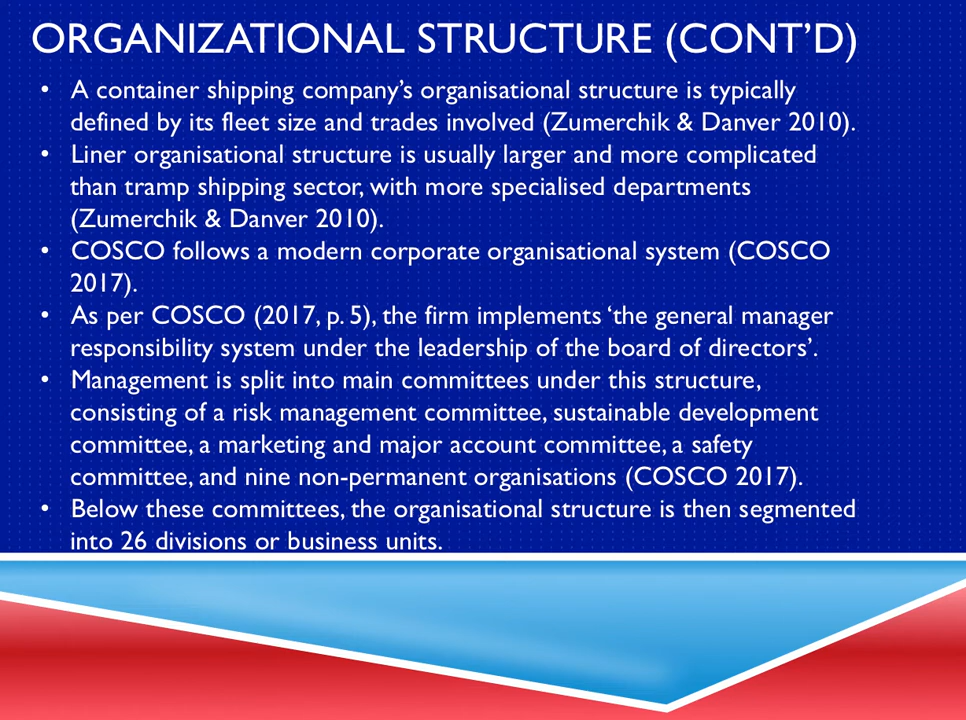 ORGANIZATIONAL STRUCTURE (CONT’D)
• A container shipping company’s organisational structure is typically
defined by its fleet size and trades involved (Zumerchik & Danver 2010).
• Liner organisational structure is usually larger and more complicated
than tramp shipping sector, with more specialised departments
(Zumerchik & Danver 2010).
• COSCO follows a modern corporate organisational system (COSCO
2017).
• As per COSCO (2017, p. 5), the firm implements ‘the general manager
responsibility system under the leadership of the board of directors’.
• Management is split into main committees under this structure,
consisting of a risk management committee, sustainable development
committee, a marketing and major account committee, a safety
committee, and nine non-permanent organisations (COSCO 2017).
• Below these committees, the organisational structure is then segmented
into 26 divisions or business units.